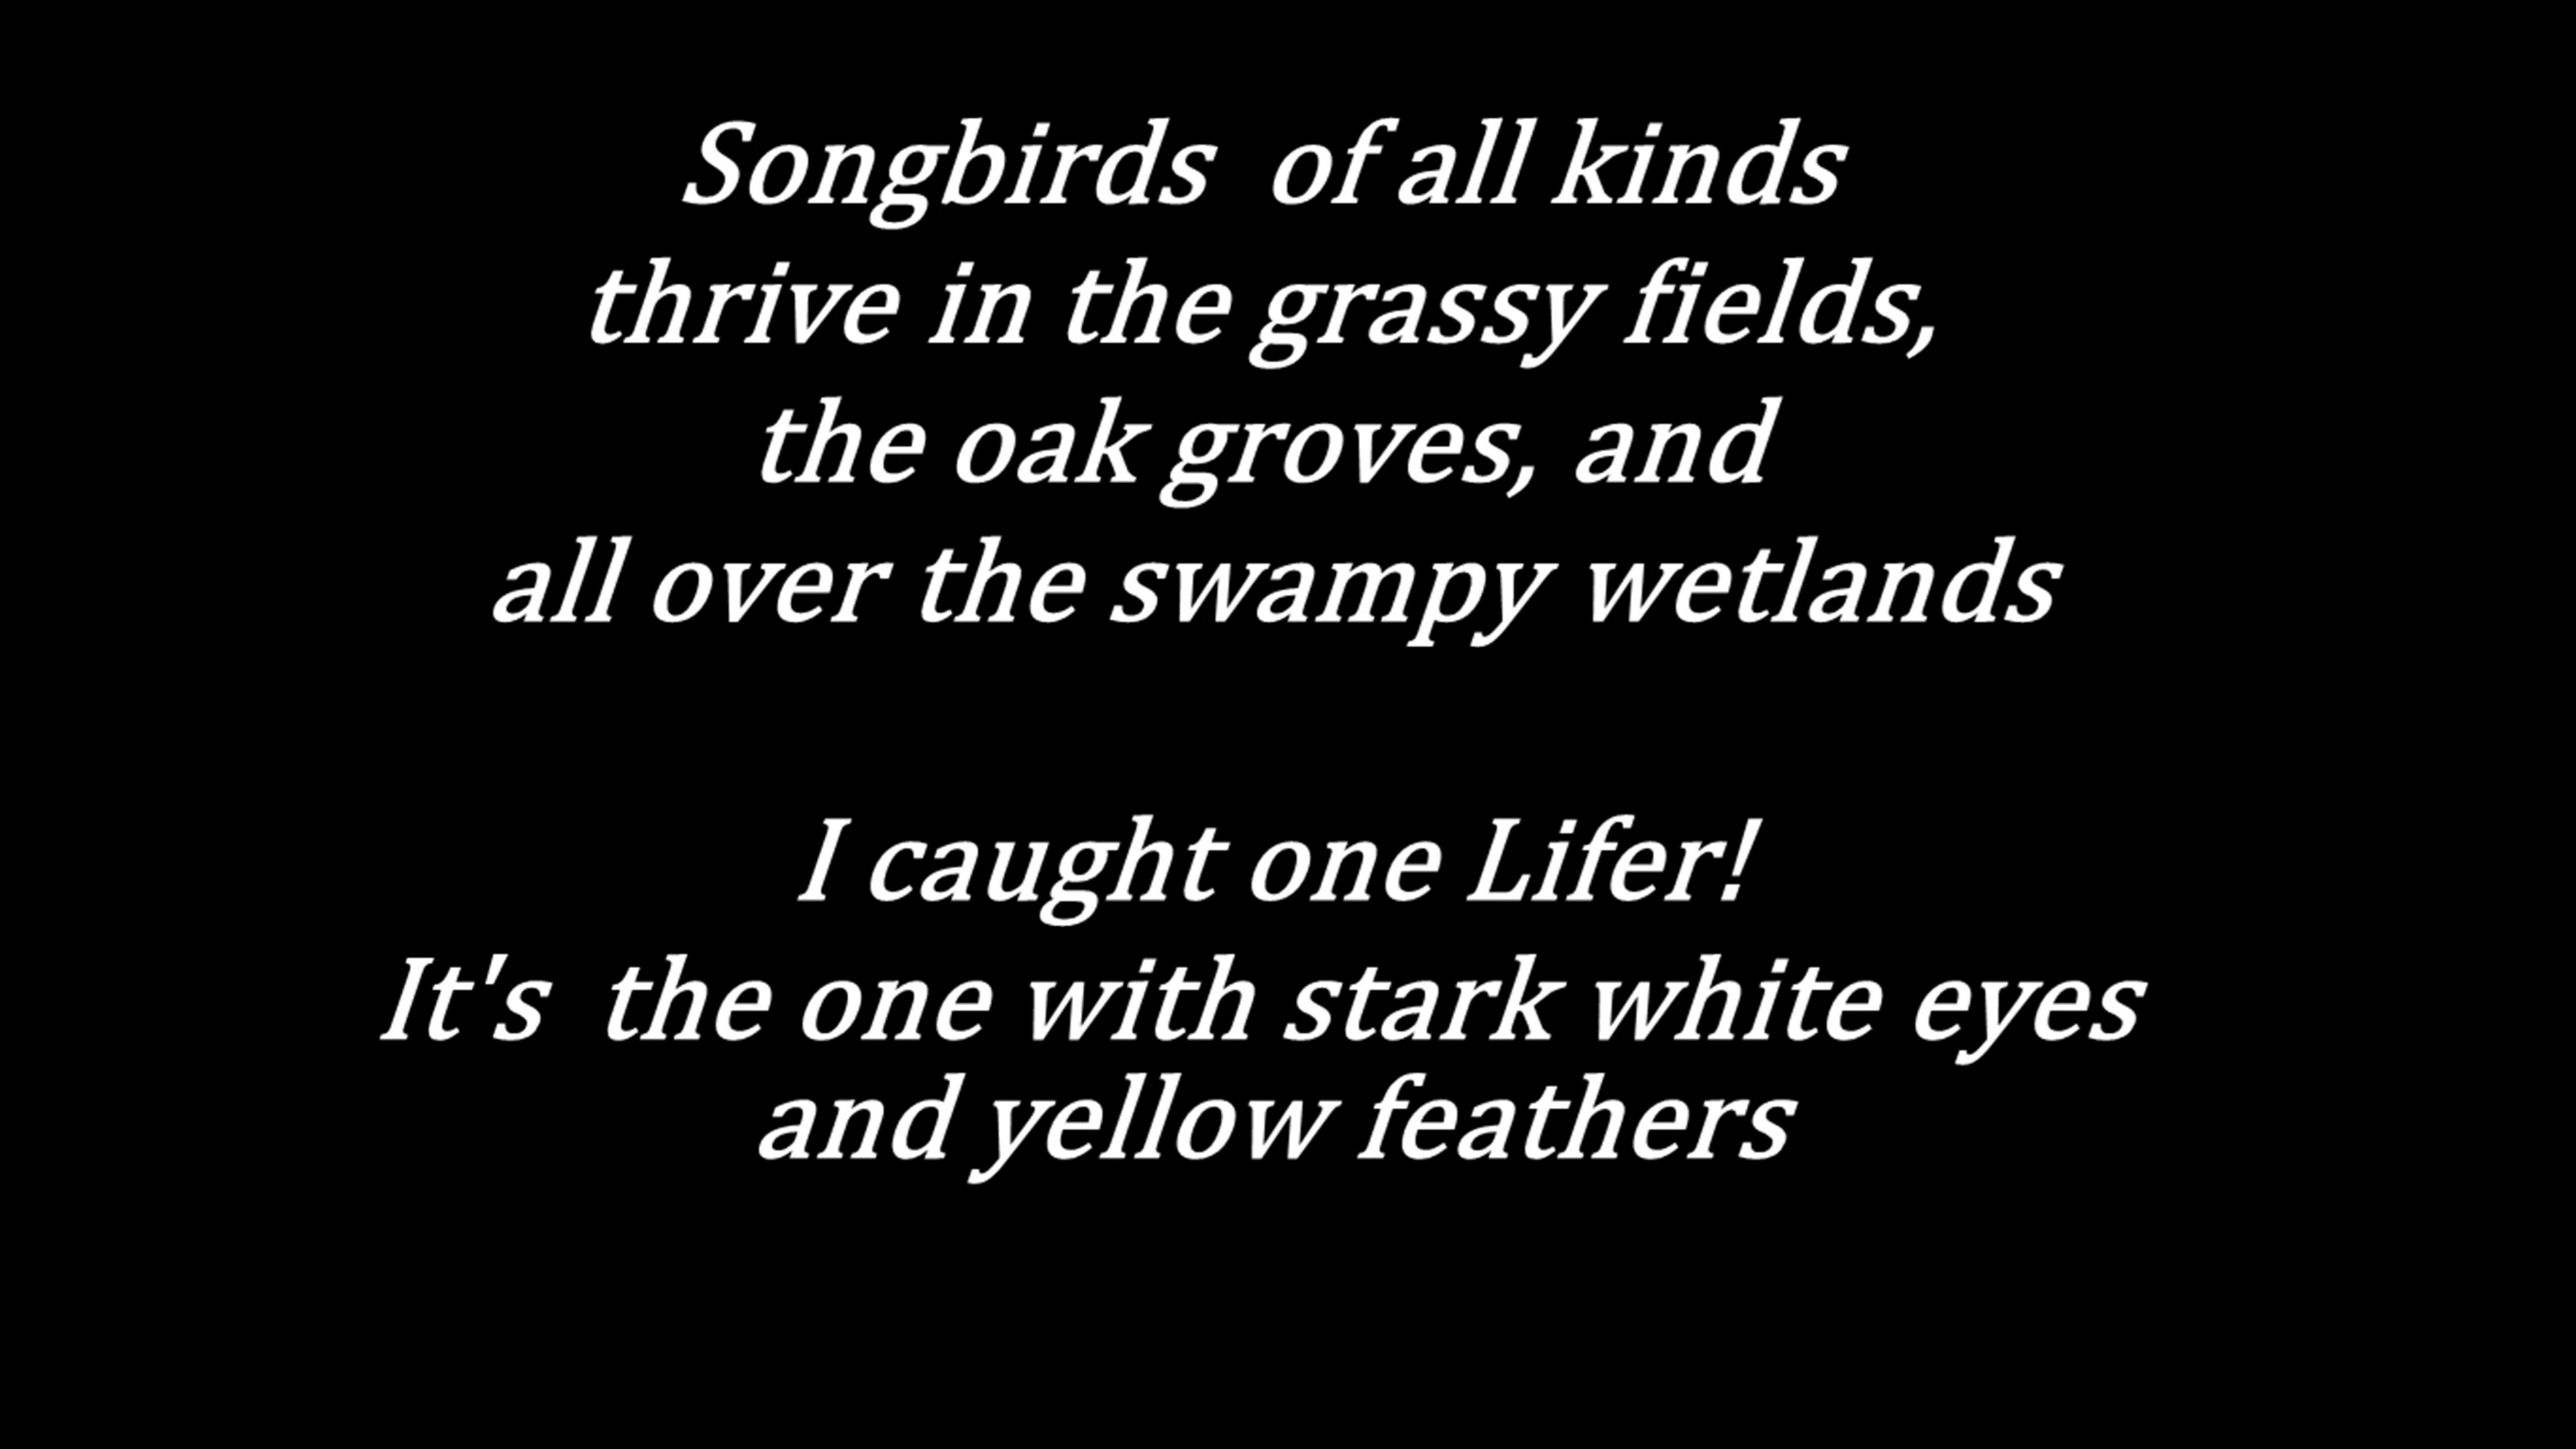 Songbirds  of all kinds
thrive in the grassy fields,
the oak groves, and
all over the swampy wetlands
I caught one Lifer!
It's  the one with stark white eyes
and yellow feathers